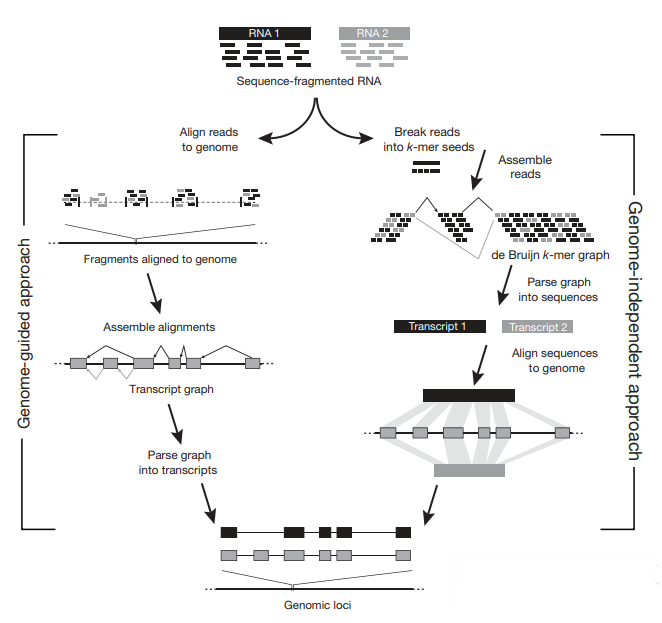 RNA 1
RNA 2
Sequence-fragmented RNA
Align reads
to genome
Break reads
into k-mer seeds
Assemble
reads
Fragments aligned to genome
de Bruijn k-mer graph
Parse graph
into sequences
Assemble alignments
Transcript 1
Transcript 2
Align sequences
to genome
Transcript graph
Parse graph
into transcripts
Genomic loci
Genome-guided approach
Genome-independent approach